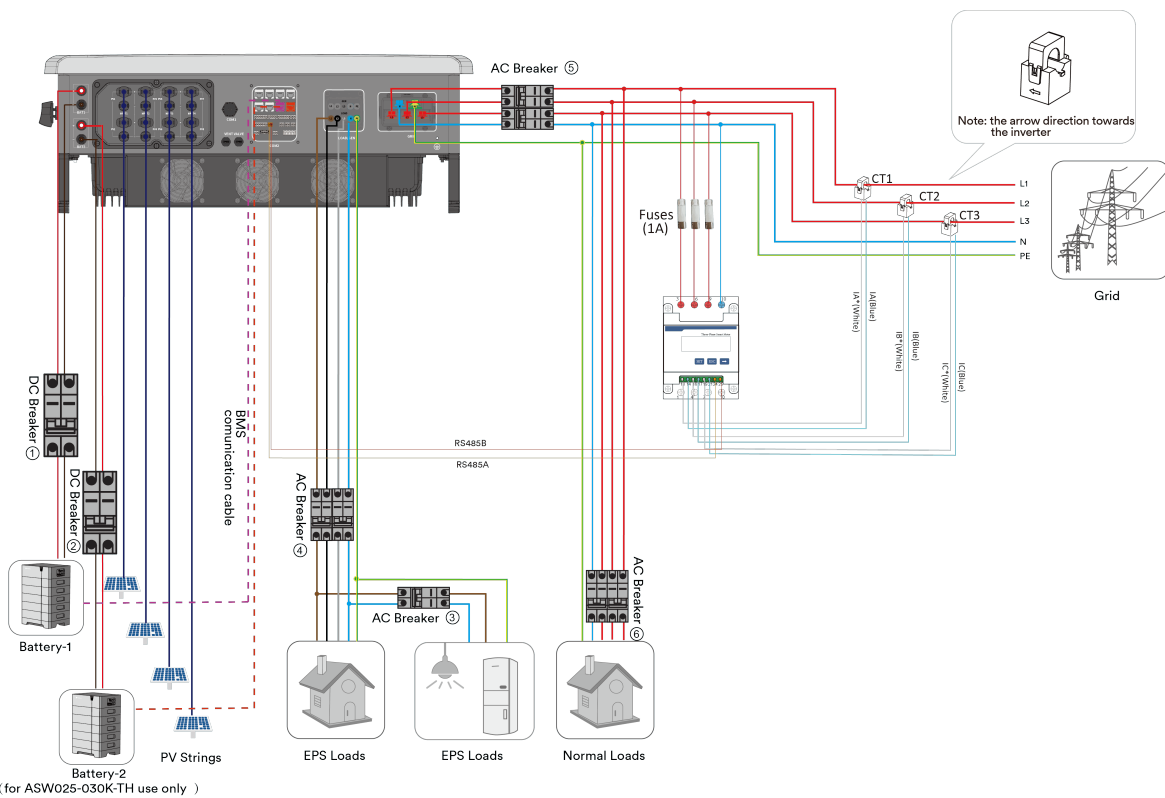 AC Breaker ⑤
Note: the arrow direction towards
the inverter
CT1
L1
CT2
L2
CT3
L3
N
PE
Fuses
(1A)
Grid
IA*(White)
IA(Blue)
IB*(White)
IB(Blue)
IC*(White)
IC(Blue)
DC Breaker ①
DC Breaker ②
BMS
comunication cable
RS485B
RS485A
AC Breaker ④
AC Breaker ③
AC Breaker ⑥
Battery-1
Battery-2
(for ASW025-030K-TH use only )
PV Strings
EPS Loads
EPS Loads
Normal Loads